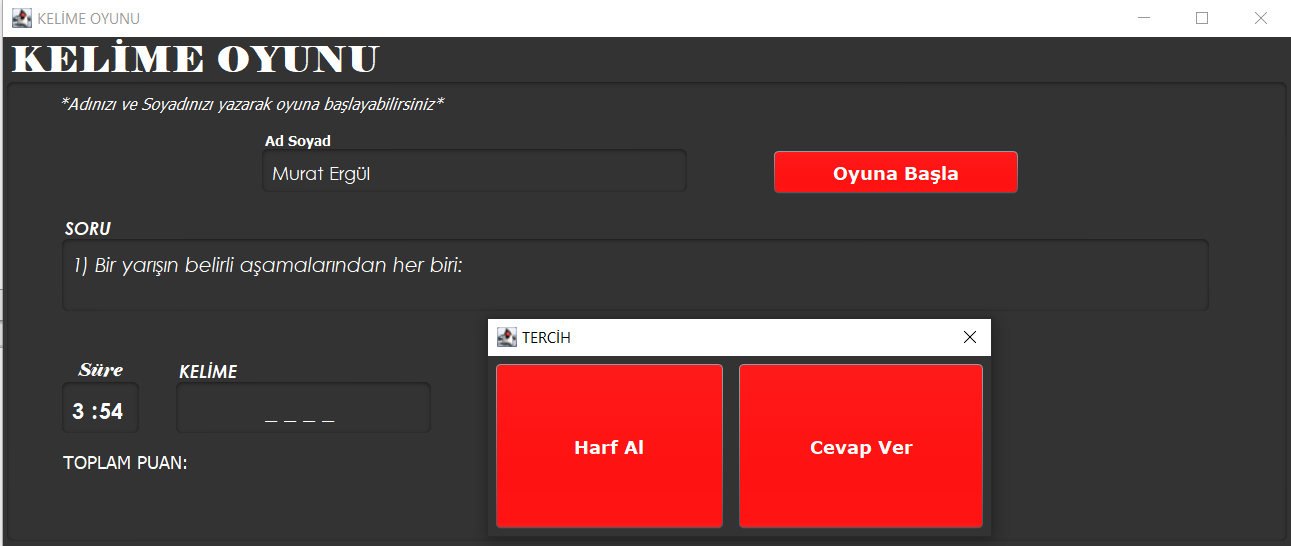 KELİME OYUNU
KELİME OYUNU
*Adınızı ve Soyadınızı yazarak oyuna başlayabilirsiniz*
Ad Soyad
Murat Ergül
Oyuna Başla
SORU
1) Bir yarışın belirli aşamalarından her biri:
TERCİH
Süre
KELİME
3 :54
_ _ _ _
Harf Al
Cevap Ver
TOPLAM PUAN: